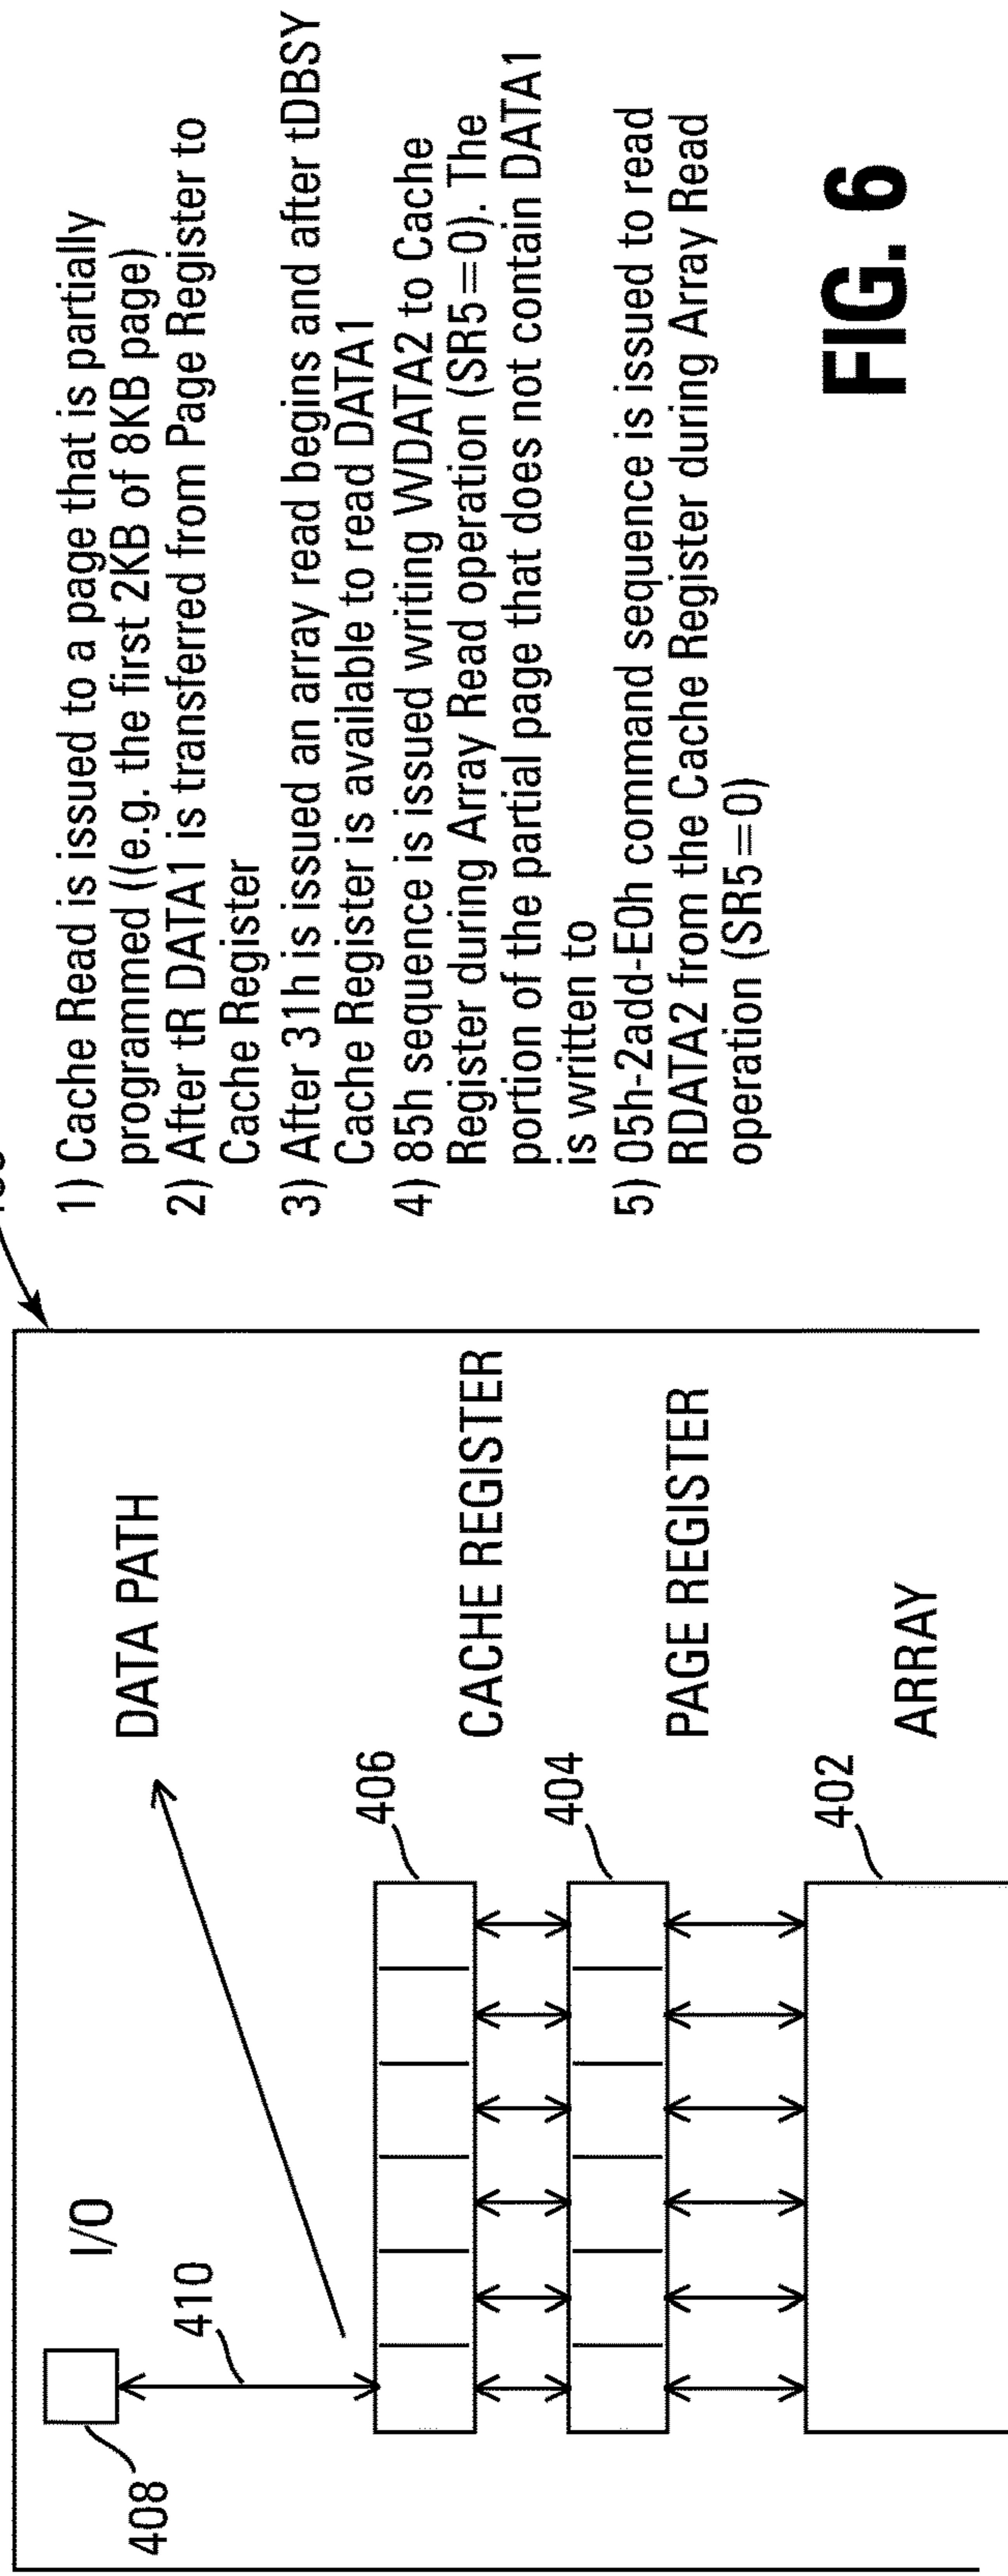 I/O
408
410
DATA PATH
406
CACHE REGISTER
404
PAGE REGISTER
402
ARRAY
1) Cache Read is issued to a page that is partially
programmed ((e.g. the first 2KB of 8KB page)
2) After tR DATA1 is transferred from Page Register to
Cache Register
3) After 31h is issued an array read begins and after tDBSY
Cache Register is available to read DATA1
4) 85h sequence is issued writing WDATA2 to Cache
Register during Array Read operation (SR5=0). The
portion of the partial page that does not contain DATA1
is written to
5) 05h-2add-E0h command sequence is issued to read
RDATA2 from the Cache Register during Array Read
operation (SR5=0)
FIG. 6